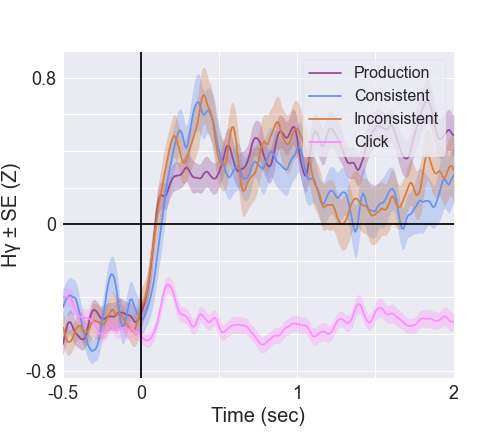 Production
Consistent
Inconsistent
Click
Hγ ± SE (Z)
0.8
0
-0.8
-0.5
0
1
2
Time (sec)